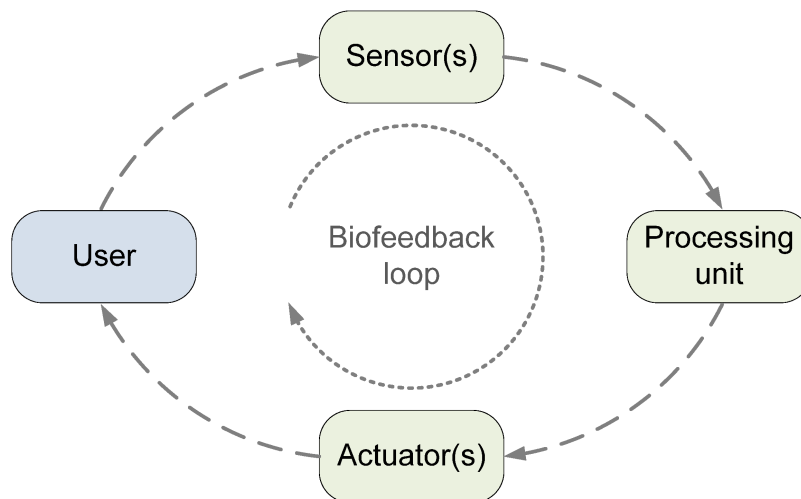 Sensor(s)
User
Biofeedback
loop
Processing
unit
Actuator(s)